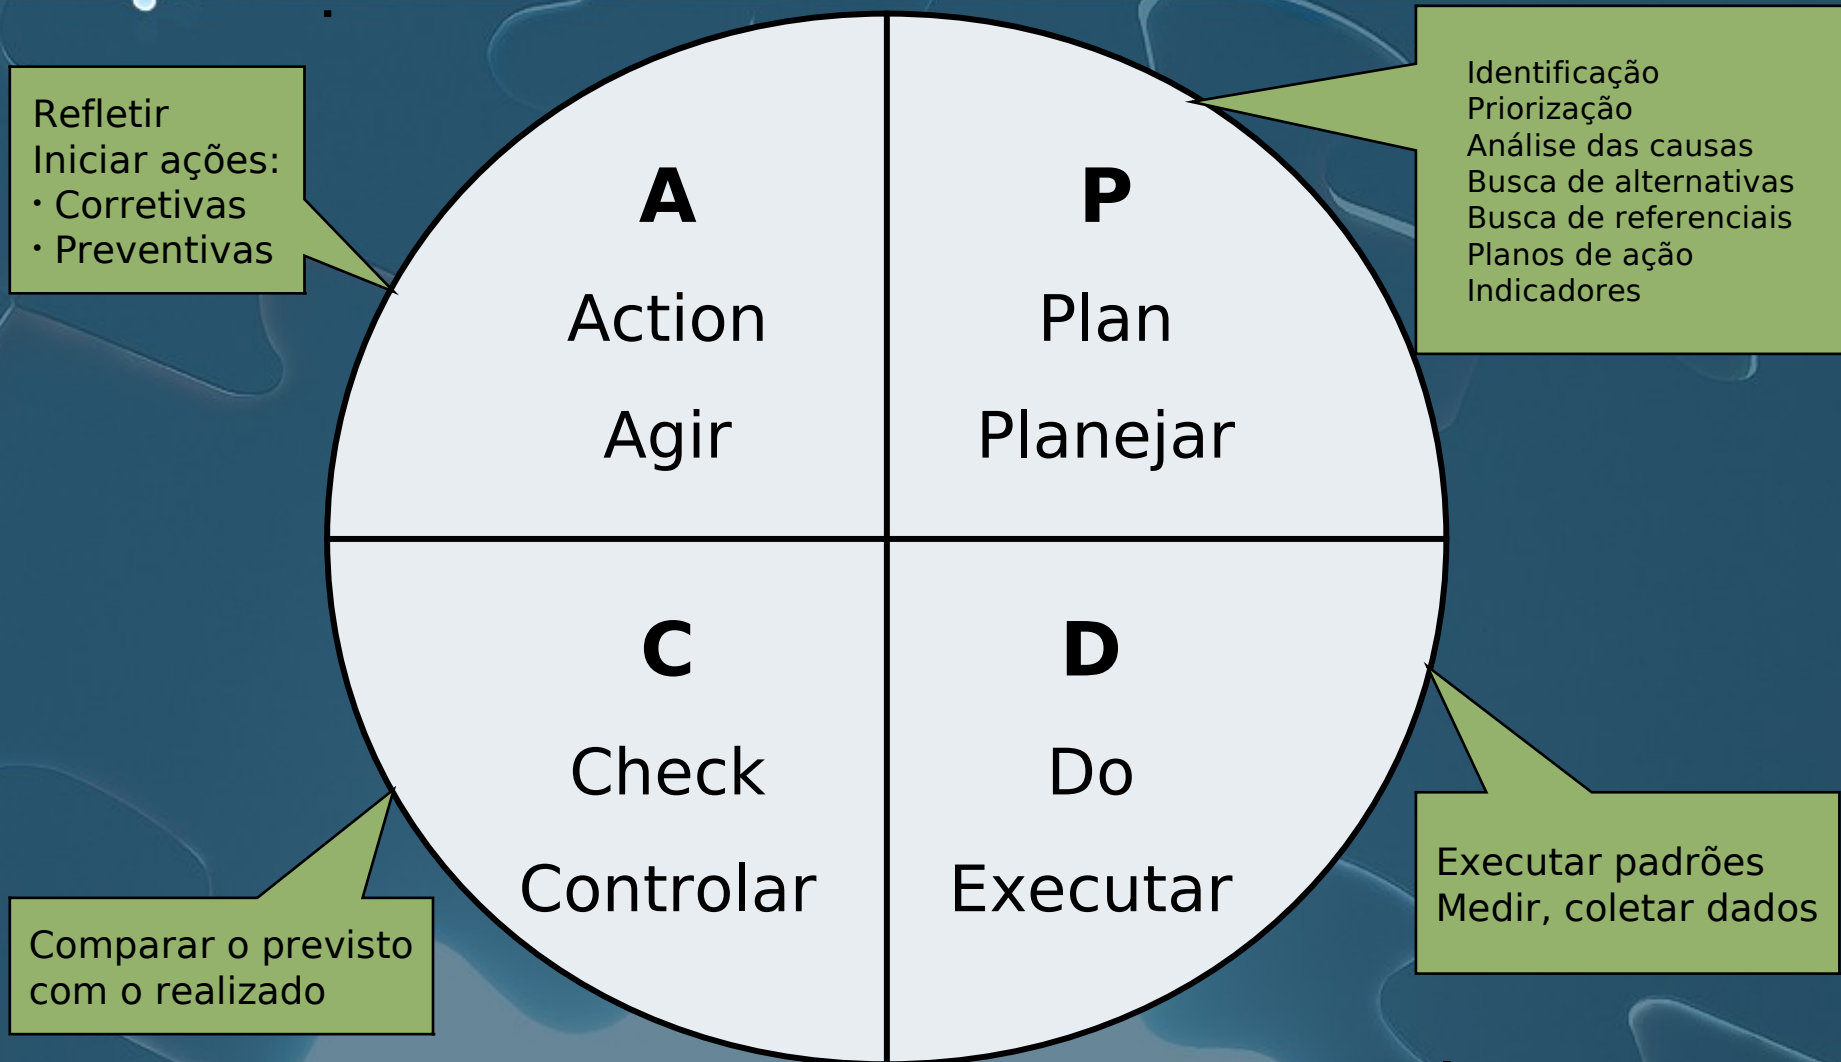 Refletir
Iniciar ações:
· Corretivas
· Preventivas
A
Action
Agir
P
Plan
Planejar
Identificação
Priorização
Análise das causas
Busca de alternativas
Busca de referenciais
Planos de ação
Indicadores
C
Check
Controlar
D
Do
Executar
Comparar o previsto
com o realizado
Executar padrões
Medir, coletar dados